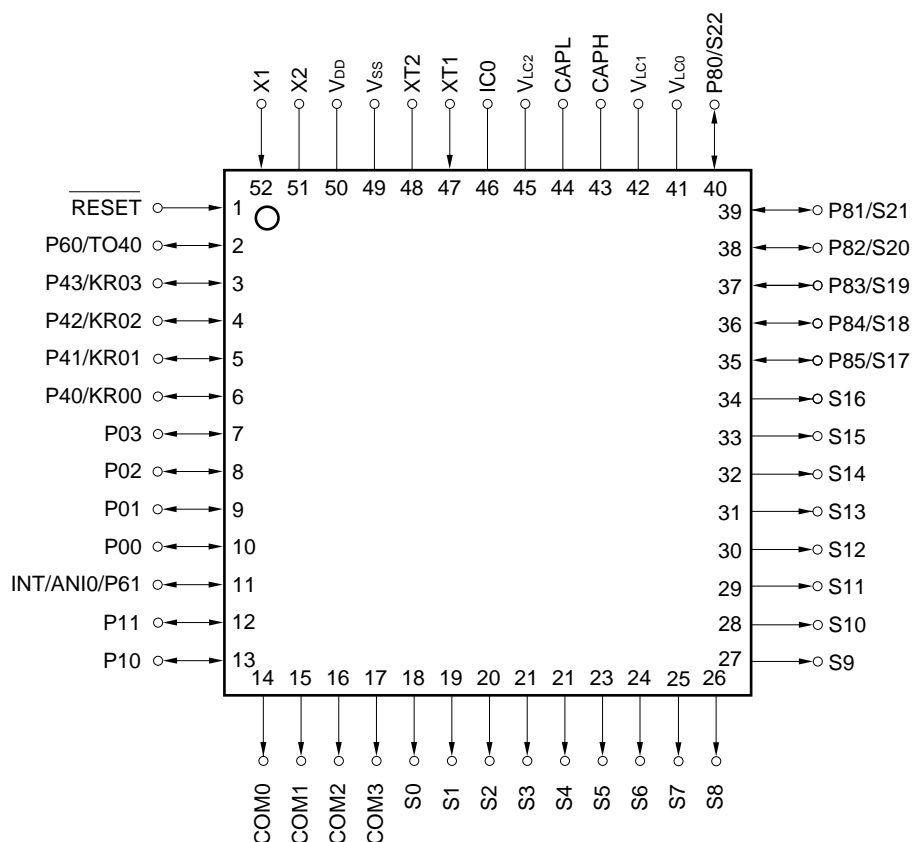 X1
X2
VDD
VSS
XT2
XT1
IC0
VLC2
CAPL
CAPH
VLC1
VLC0
P80/S22
52 51 50 49 48 47 46 45 44 43 42 41 40
RESET 1
P60/TO40 2
P43/KR03 3
P42/KR02 4
P41/KR01 5
P40/KR00 6
P03 7
P02 8
P01 9
P00 10
INT/ANI0/P61 11
P11 12
P10 13
39 P81/S21
38 P82/S20
37 P83/S19
36 P84/S18
35 P85/S17
34 S16
33 S15
32 S14
31 S13
30 S12
29 S11
28 S10
27 S9
14 15 16 17 18 19 20 21 21 23 24 25 26
COM0
COM1
COM2
COM3
S0
S1
S2
S3
S4
S5
S6
S7
S8